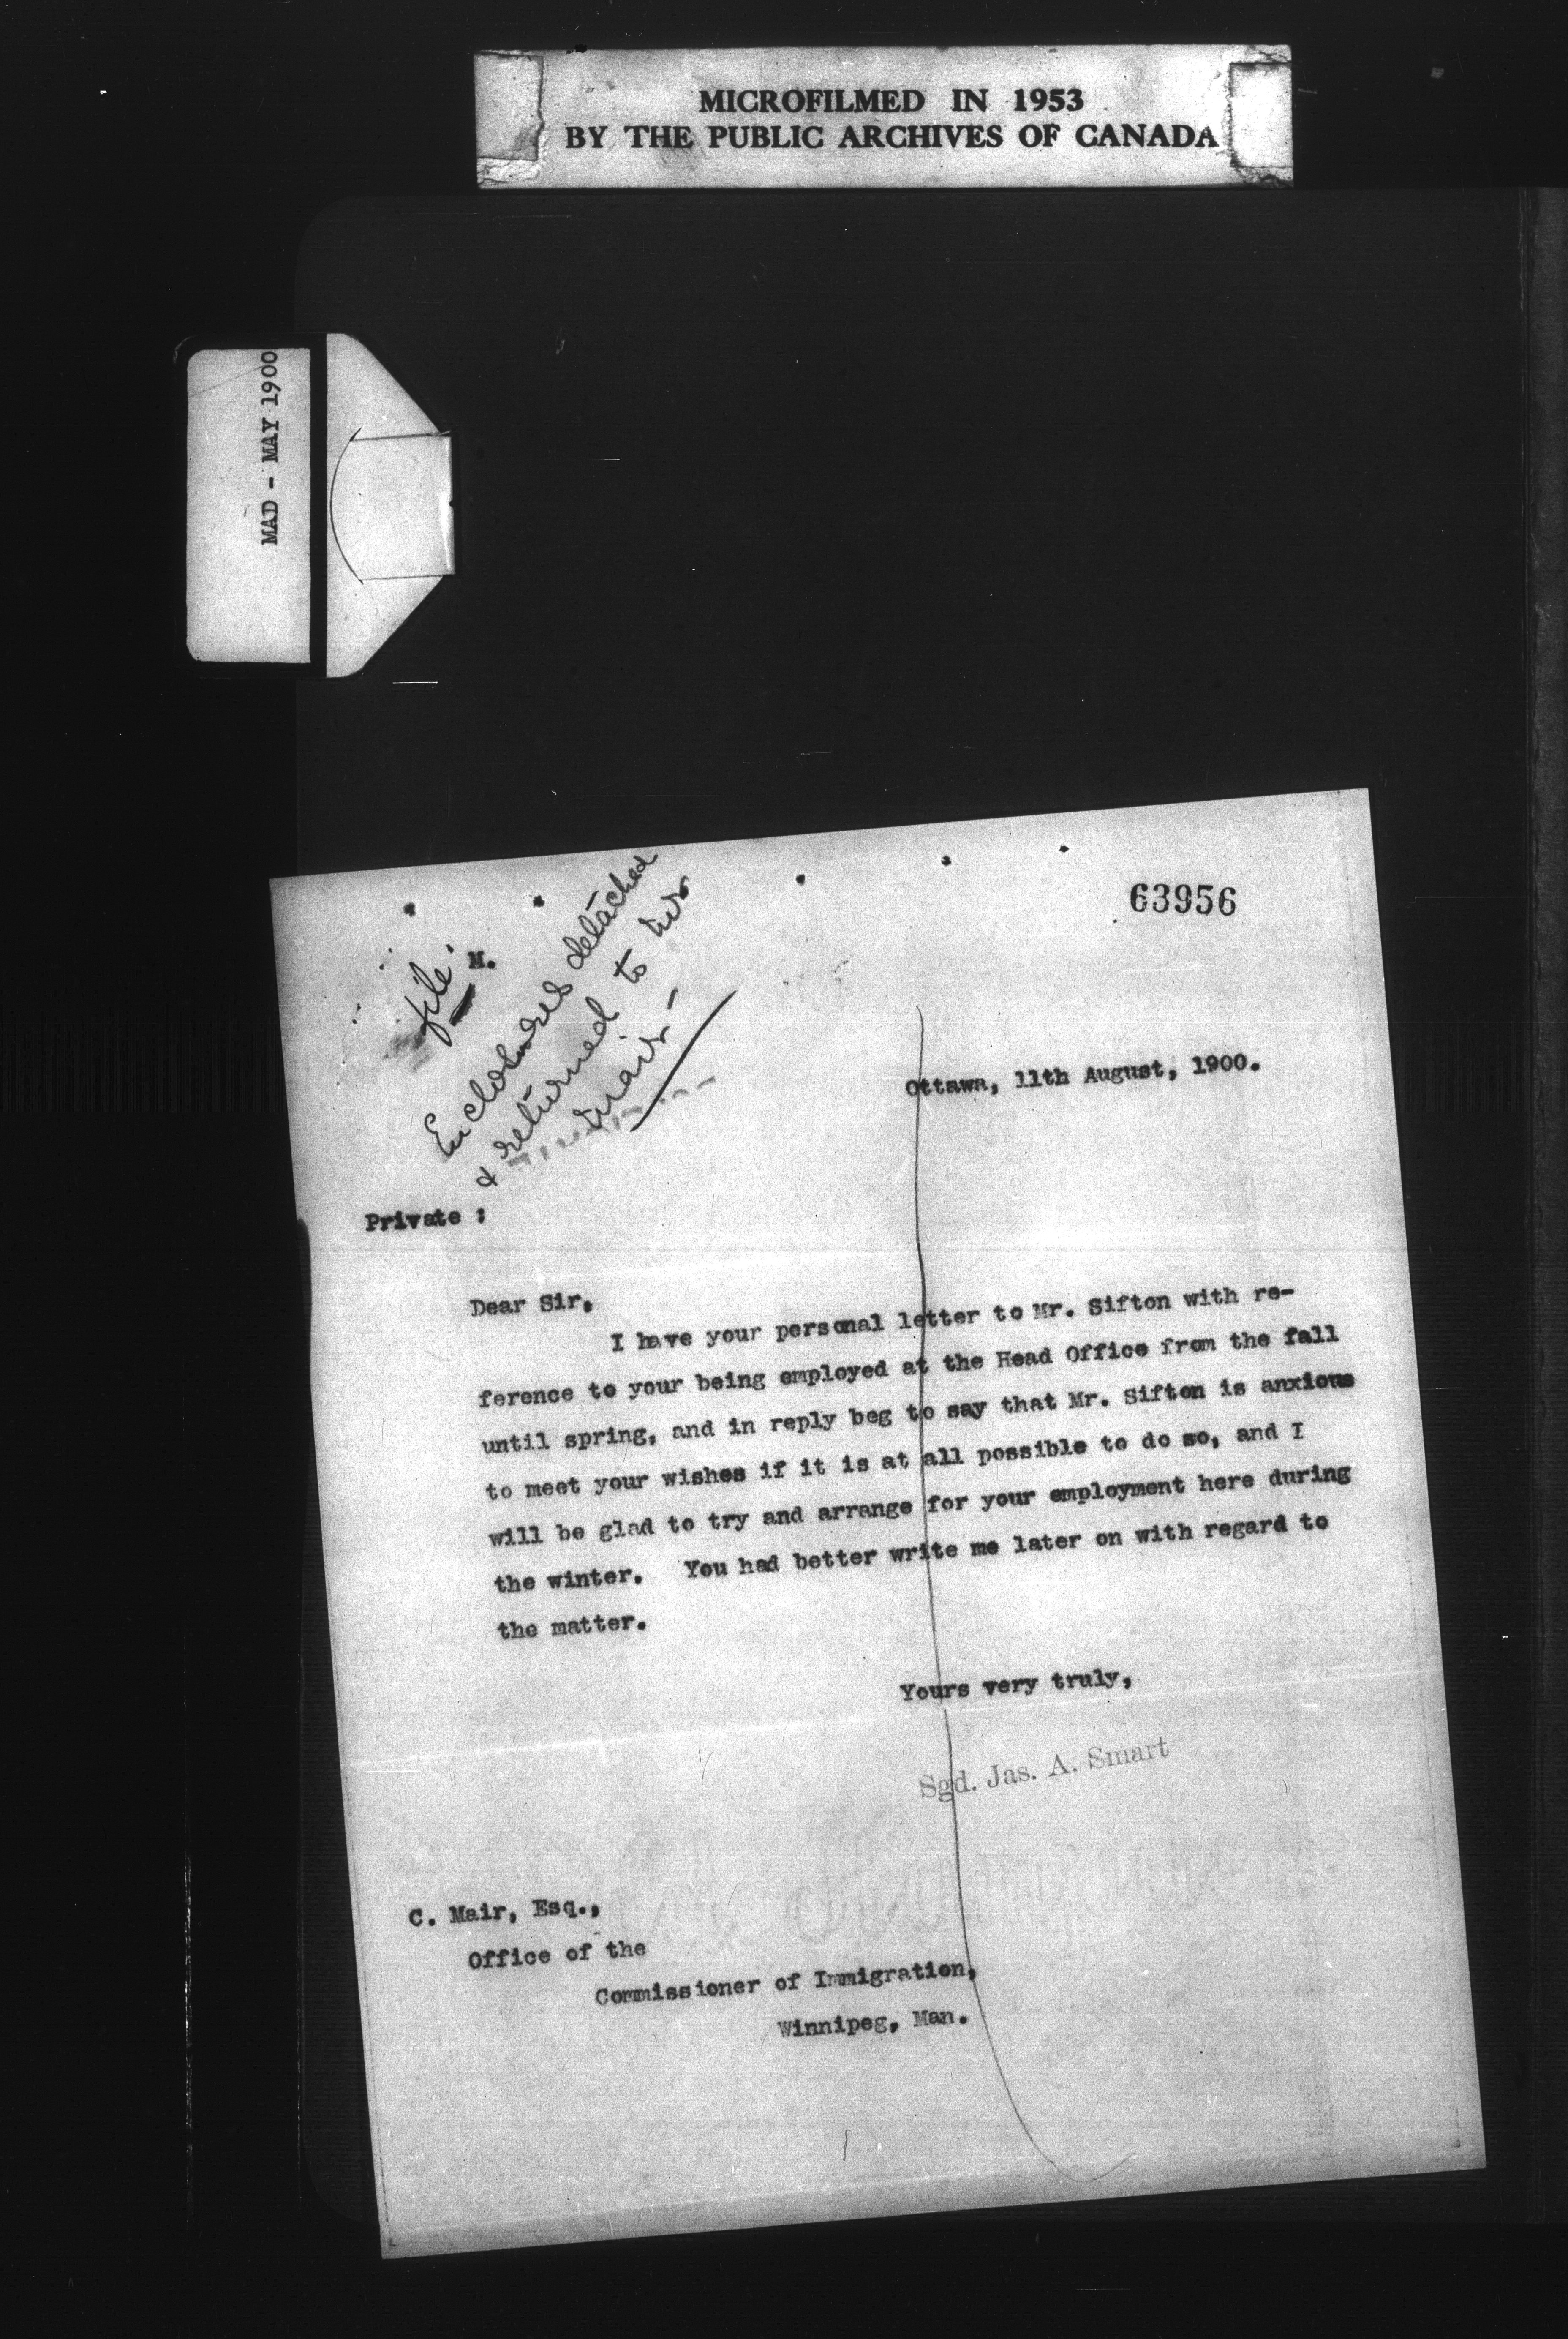 MICROFILMED IN 1953
BY THE PUBLIC ARCHIVES OF CANADA
MAD - MAY 1900
63956
file
M.
Enclosures detached
& returned to Mr
Mair -
Ottawa, 11th August, 1900.
Private :
Dear Sir,
I have your personal letter to Mr. Sifton with re-
ference to your being employed at the Head Office from the fall
until spring, and in reply beg to say that Mr. Sifton is anxious
to meet your wishes if it is at all possible to do so, and I
will be glad to try and arrange for your employment here during
the winter. You had better write me later on with regard to
the matter.
Yours very truly,
Sgd. Jas. A. Smart
C. Mair, Esq.,
Office of the
Commissioner of Immigration,
Winnipeg, Man.